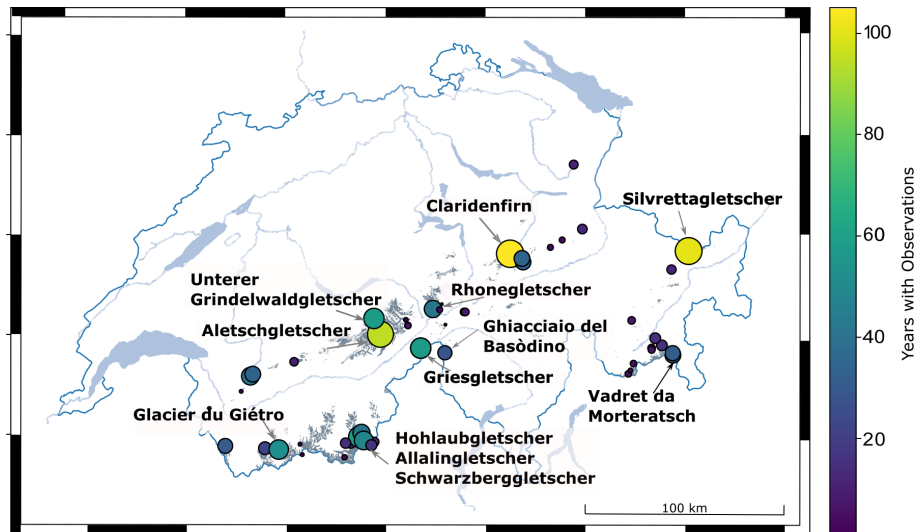 Claridenfirn
Silvrettagletscher
Unterer
Grindelwaldgletscher
Rhonegletscher
Aletschgletscher
Ghiacciaio del
Basòdino
Griesgletscher
Glacier du Giétro
Vadret da
Morteratsch
Hohlaubgletscher
Allalingletscher
Schwarzberggletscher
100 km
100
80
60
40
20
Years with Observations